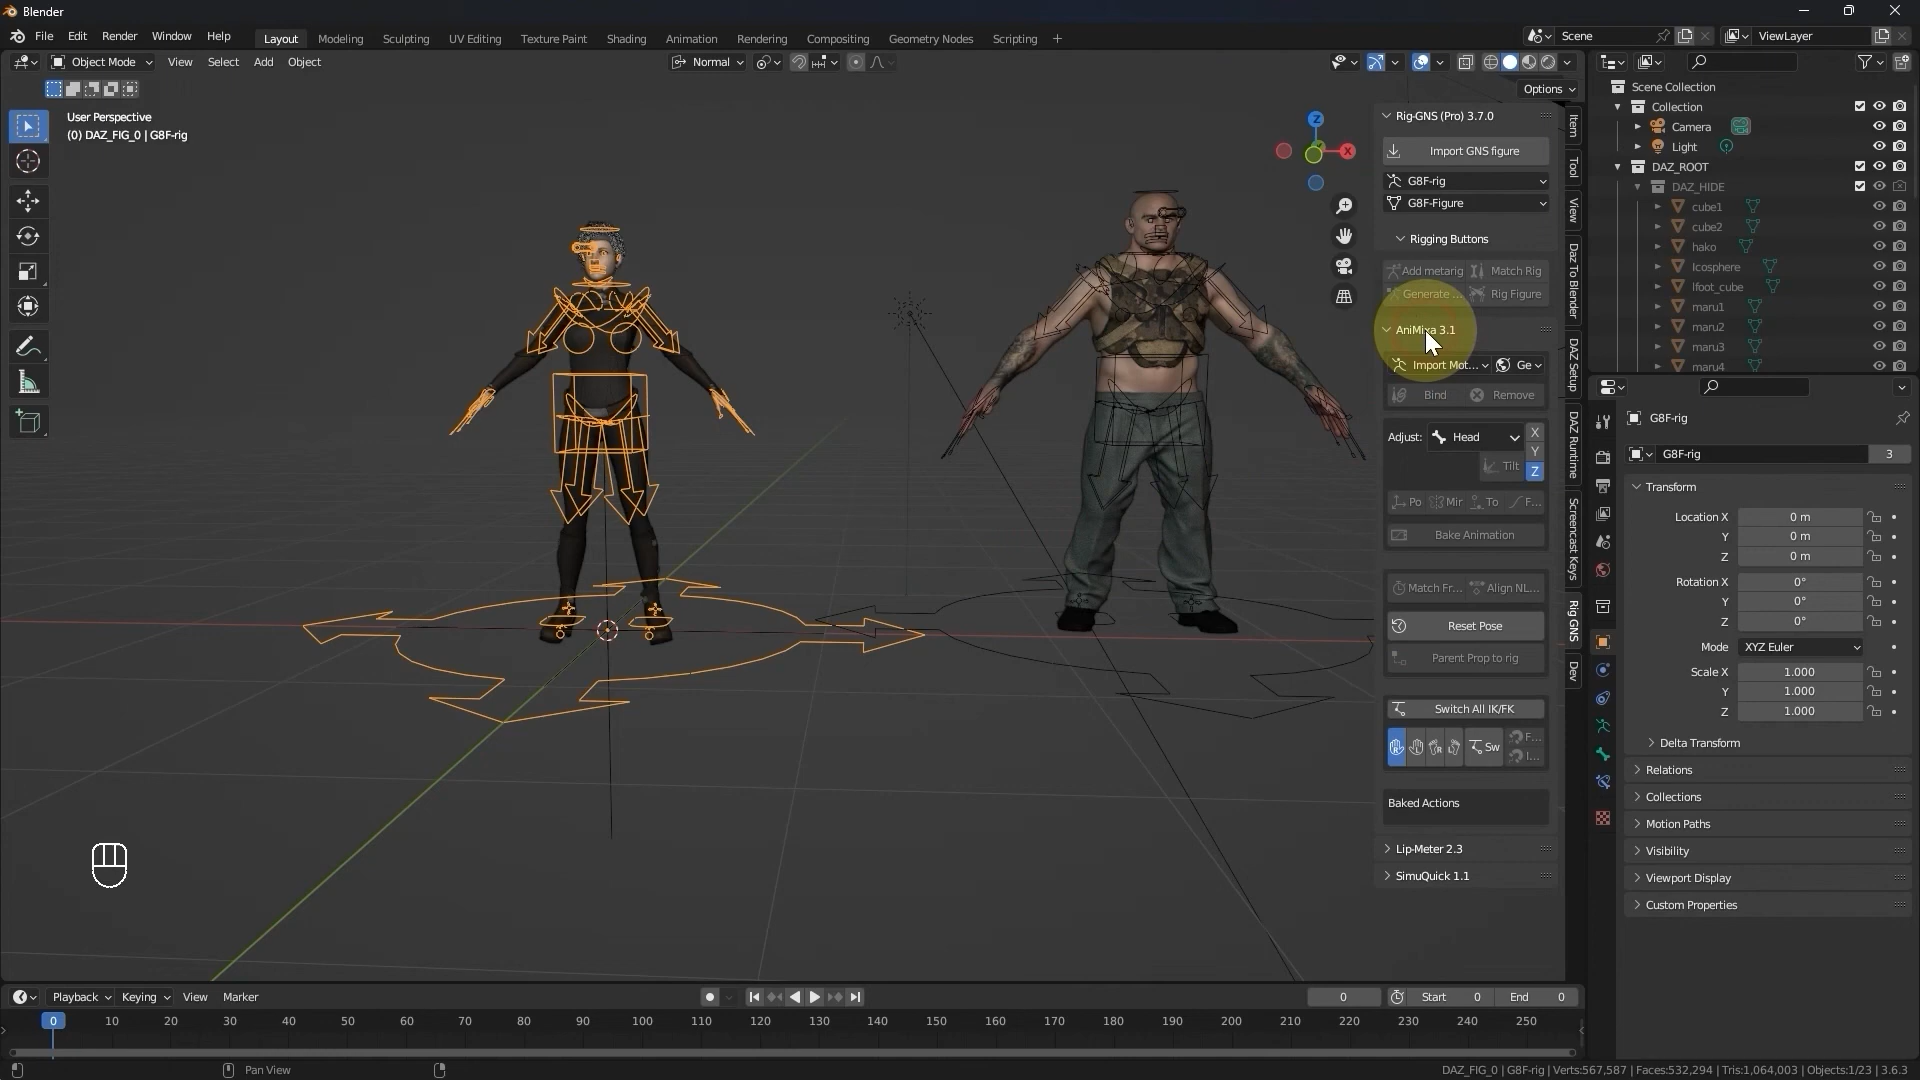 Blender
File Edit Render Window Help
Layout Modeling Sculpting UV Editing Texture Paint Shading Animation Rendering Compositing Geometry Nodes Scripting +
Scene
ViewLayer
Object Mode View Select Add Object
Normal
Options
User Perspective
(0) DAZ_FIG_0 | G8F-rig
Z
X
Rig-GNS (Pro) 3.7.0
Import GNS figure
G8F-rig
G8F-Figure
Rigging Buttons
Add metarig Match Rig
Generate ... Rig Figure
3.1
Import Mot... Ge
Bind Remove
Adjust: Head X
Y
Tilt Z
Po Mir To F...
Bake Animation
Match Fr... Align NL...
Reset Pose
Parent Prop to rig
Switch All IK/FK
Sw F...
I...
Baked Actions
Lip-Meter 2.3
SimuQuick 1.1
Item
Tool
View
Daz To Blender
DAZ Setup
DAZ Runtime
Screencast Keys
Rig GNS
Dev
Scene Collection
Collection
Camera
Light
DAZ_ROOT
DAZ_HIDE
cube1
cube2
hako
Icosphere
lfoot_cube
maru1
maru2
maru3
maru4
G8F-rig
G8F-rig 3
Transform
Location X 0 m
Y 0 m
Z 0 m
Rotation X 0°
Y 0°
Z 0°
Mode XYZ Euler
Scale X 1.000
Y 1.000
Z 1.000
Delta Transform
Relations
Collections
Motion Paths
Visibility
Viewport Display
Custom Properties
Playback Keying View Marker
0 Start 0 End 0
0 10 20 30 40 50 60 70 80 90 100 110 120 130 140 150 160 170 180 190 200 210 220 230 240 250
Pan View
DAZ_FIG_0 | G8F-rig | Verts:567,587 | Faces:532,294 | Tris:1,064,003 | Objects:1/23 | 3.6.3